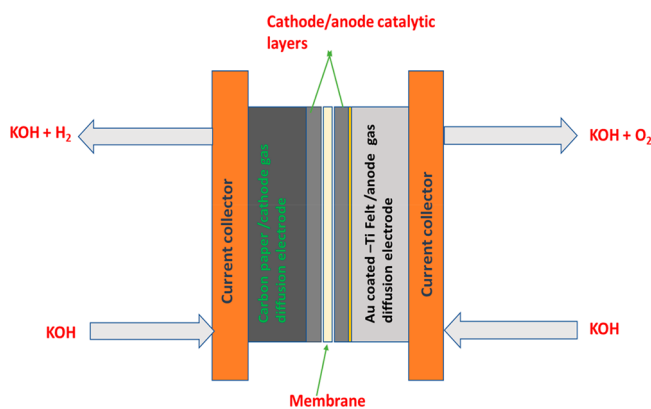 Cathode/anode catalytic
layers
KOH + H₂
KOH + O₂
Current collector
Carbon paper /cathode gas
diffusion electrode
Au coated –Ti Felt /anode gas
diffusion electrode
Current collector
KOH
KOH
Membrane